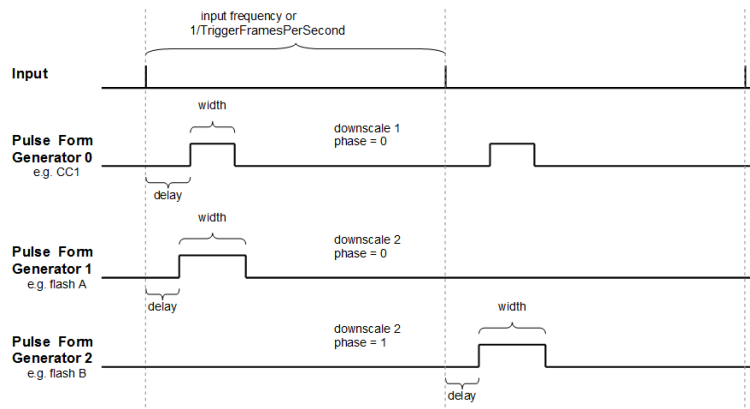 input frequency or
1/TriggerFramesPerSecond
Input
width
downscale 1
phase = 0
Pulse Form
Generator 0
e.g. CC1
delay
width
downscale 2
phase = 0
Pulse Form
Generator 1
e.g. flash A
delay
width
downscale 2
phase = 1
Pulse Form
Generator 2
e.g. flash B
delay